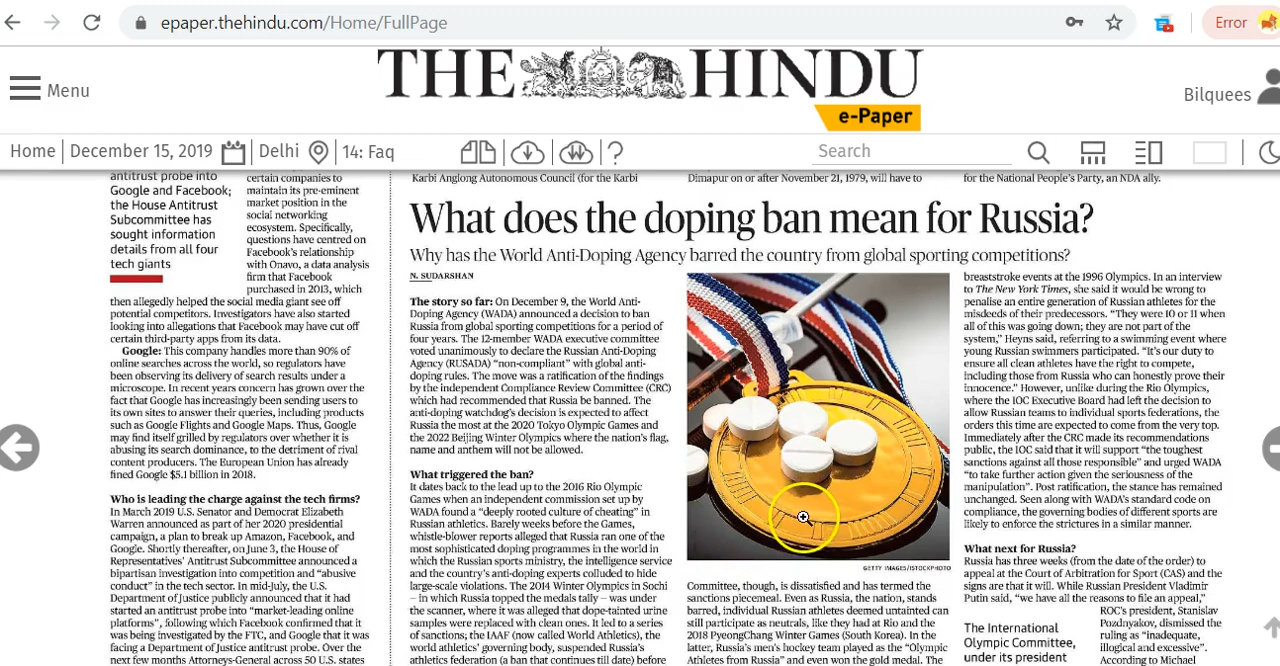 epaper.thehindu.com/Home/FullPage
Error
Menu
THE HINDU
e-Paper
Bilquees
Home
December 15, 2019
Delhi
14: Faq
?
Search
antitrust probe into
Google and Facebook;
the House Antitrust
Subcommittee has
sought information
details from all four
tech giants
certain companies to
maintain its pre-eminent
market position in the
social networking
ecosystem. Specifically,
questions have centred on
Facebook's relationship
with Onavo, a data analysis
firm that Facebook
purchased in 2013, which
then allegedly helped the social media giant see off
potential competitors. Investigators have also started
looking into allegations that Facebook may have cut off
certain third-party apps from its data.
Google: This company handles more than 90% of
online searches across the world, so regulators have
been observing its delivery of search results under a
microscope. In recent years concern has grown over the
fact that Google has increasingly been sending users to
its own sites to answer their queries, including products
such as Google Flights and Google Maps. Thus, Google
may find itself grilled by regulators over whether it is
abusing its search dominance, to the detriment of rival
content producers. The European Union has already
fined Google $5.1 billion in 2018.
Who is leading the charge against the tech firms?
In March 2019 U.S. Senator and Democrat Elizabeth
Warren announced as part of her 2020 presidential
campaign, a plan to break up Amazon, Facebook, and
Google. Shortly thereafter, on June 3, the House of
Representatives' Antitrust Subcommittee announced a
bipartisan investigation into competition and "abusive
conduct" in the tech sector. In mid-july, the U.S.
Department of Justice publicly announced that it had
started an antitrust probe into "market-leading online
platforms", following which Facebook confirmed that it
was being investigated by the FTC, and Google that it was
facing a Department of Justice antitrust probe. Over the
next few months Attorneys-General across 50 U.S. states
Karbi Anglong Autonomous Council (for the Karbi
Dimapur on or after November 21, 1979, will have to
for the National People's Party, an NDA ally.
What does the doping ban mean for Russia?
Why has the World Anti-Doping Agency barred the country from global sporting competitions?
N. SUDARSHAN
The story so far: On December 9, the World Anti-
Doping Agency (WADA) announced a decision to ban
Russia from global sporting competitions for a period of
four years. The 12-member WADA executive committee
voted unanimously to declare the Russian Anti-Doping
Agency (RUSADA) "non-compliant" with global anti-
doping rules. The move was a ratification of the findings
by the independent Compliance Review Committee (CRC)
which had recommended that Russia be banned. The
anti-doping watchdog's decision is expected to affect
Russia the most at the 2020 Tokyo Olympic Games and
the 2022 Beijing Winter Olympics where the nation's flag,
name and anthem will not be allowed.
What triggered the ban?
It dates back to the lead up to the 2016 Rio Olympic
Games when an independent commission set up by
WADA found a "deeply rooted culture of cheating" in
Russian athletics. Barely weeks before the Games,
whistle-blower reports alleged that Russia ran one of the
most sophisticated doping programmes in the world in
which the Russian sports ministry, the intelligence service
and the country's anti-doping experts colluded to hide
large-scale violations. The 2014 Winter Olympics in Sochi
– in which Russia topped the medals tally – was under
the scanner, where it was alleged that dope-tainted urine
samples were replaced with clean ones. It led to a series
of sanctions; the IAAF (now called World Athletics), the
world athletics' governing body, suspended Russia's
athletics federation (a ban that continues till date) before
GETTY IMAGES/ISTOCKPHOTO
Committee, though, is dissatisfied and has termed the
sanctions piecemeal. Even as Russia, the nation, stands
barred, individual Russian athletes deemed untainted can
still participate as neutrals, like they had at Rio and the
2018 PyeongChang Winter Games (South Korea). In the
latter, Russia's men's hockey team played as the "Olympic
Athletes from Russia" and even won the gold medal. The
breaststroke events at the 1996 Olympics. In an interview
to The New York Times, she said it would be wrong to
penalise an entire generation of Russian athletes for the
misdeeds of their predecessors. "They were 10 or 11 when
all of this was going down; they are not part of the
system," Heyns said, referring to a swimming event where
young Russian swimmers participated. "It's our duty to
ensure all clean athletes have the right to compete,
including those from Russia who can honestly prove their
innocence." However, unlike during the Rio Olympics,
where the IOC Executive Board had left the decision to
allow Russian teams to individual sports federations, the
orders this time are expected to come from the very top.
Immediately after the CRC made its recommendations
public, the IOC said that it will support "the toughest
sanctions against all those responsible" and urged WADA
"to take further action given the seriousness of the
manipulation". Post ratification, the stance has remained
unchanged. Seen along with WADA's standard code on
compliance, the governing bodies of different sports are
likely to enforce the strictures in a similar manner.
What next for Russia?
Russia has three weeks (from the date of the order) to
appeal at the Court of Arbitration for Sport (CAS) and the
signs are that it will. While Russian President Vladimir
Putin said, "we have all the reasons to file an appeal,"
The International
Olympic Committee,
under its president
ROC's president, Stanislav
Pozdnyakov, dismissed the
ruling as "inadequate,
illogical and excessive".
According to Michael